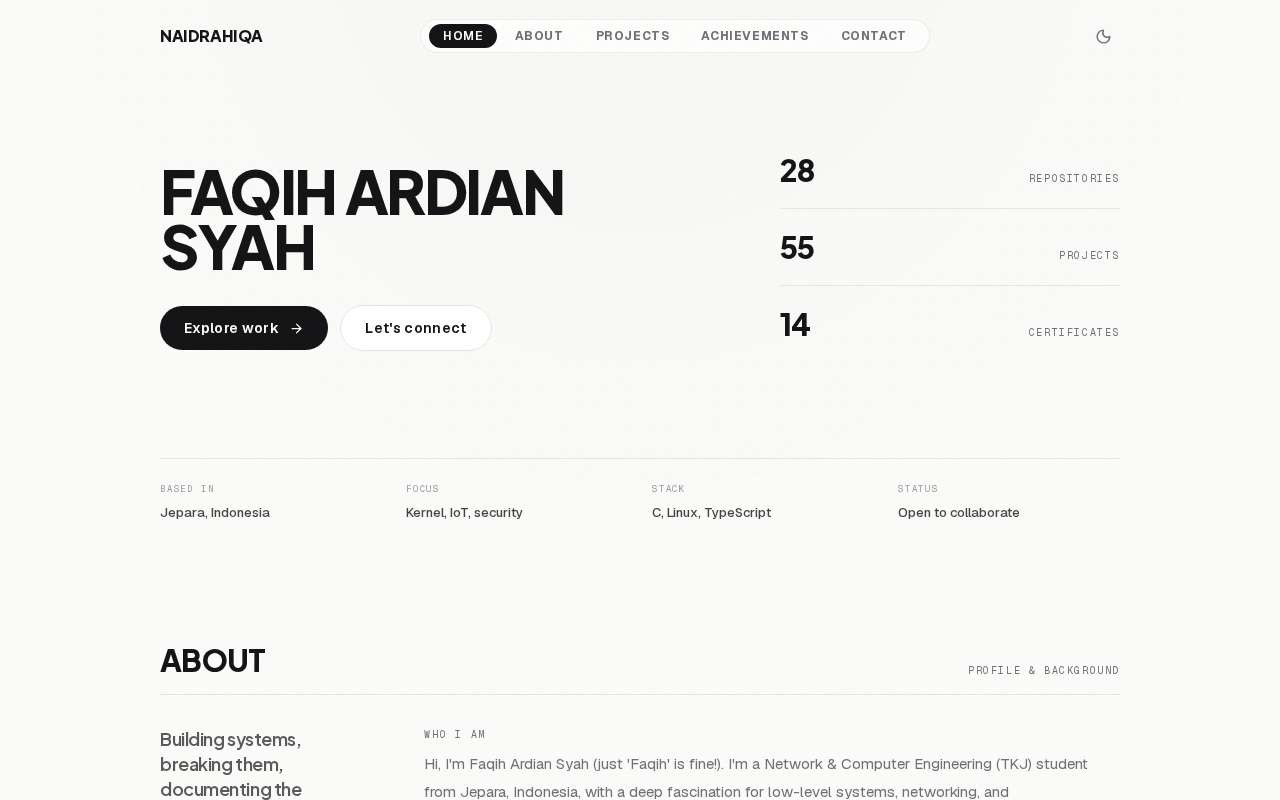 NAIDRAHIQA
HOME ABOUT PROJECTS ACHIEVEMENTS CONTACT
FAQIH ARDIAN
SYAH
Explore work →
Let's connect
28 REPOSITORIES
55 PROJECTS
14 CERTIFICATES
BASED IN
Jepara, Indonesia
FOCUS
Kernel, IoT, security
STACK
C, Linux, TypeScript
STATUS
Open to collaborate
ABOUT
PROFILE & BACKGROUND
Building systems,
breaking them,
documenting the
WHO I AM
Hi, I'm Faqih Ardian Syah (just 'Faqih' is fine!). I'm a Network & Computer Engineering (TKJ) student
from Jepara, Indonesia, with a deep fascination for low-level systems, networking, and